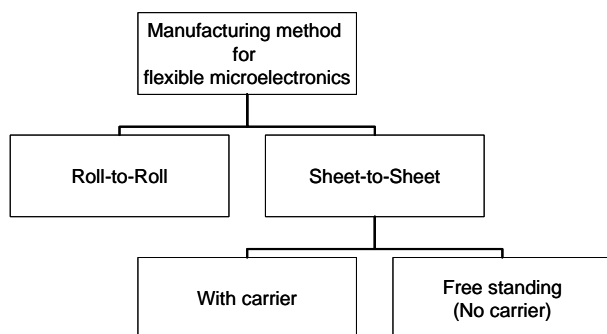 Manufacturing method
for
flexible microelectronics
Roll-to-Roll
Sheet-to-Sheet
With carrier
Free standing
(No carrier)